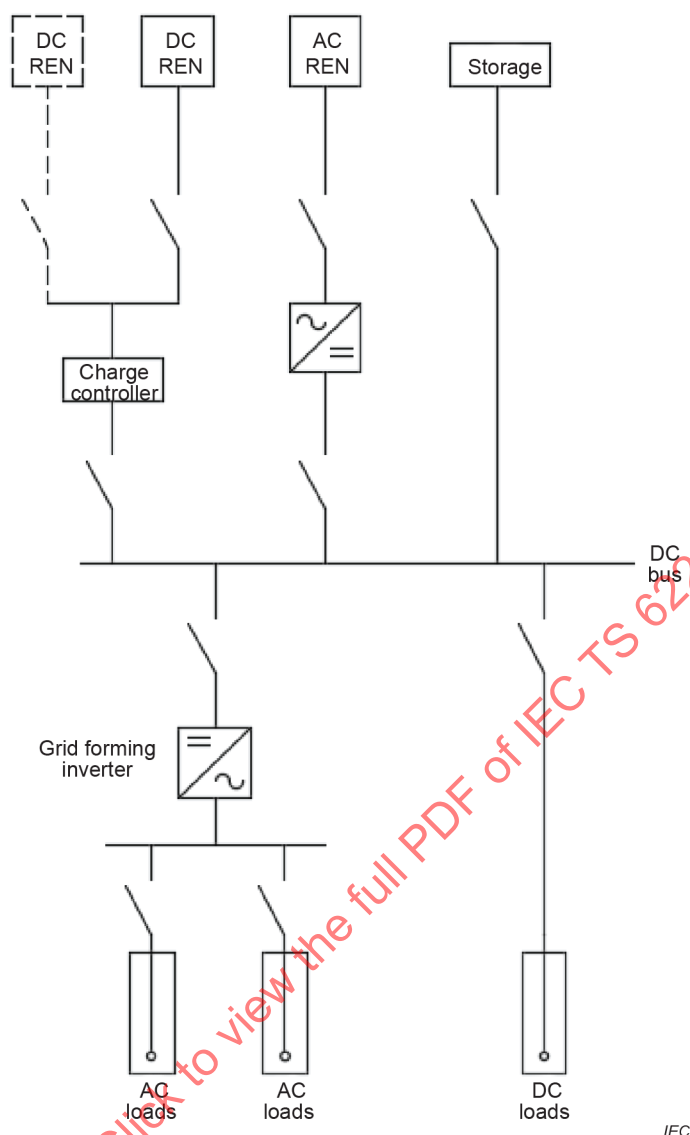 DC
REN
DC
REN
AC
REN
Storage
Charge
controller
DC
bus
Grid forming
inverter
AC
loads
AC
loads
DC
loads
Click to view the full PDF of IEC TS 622
IEC